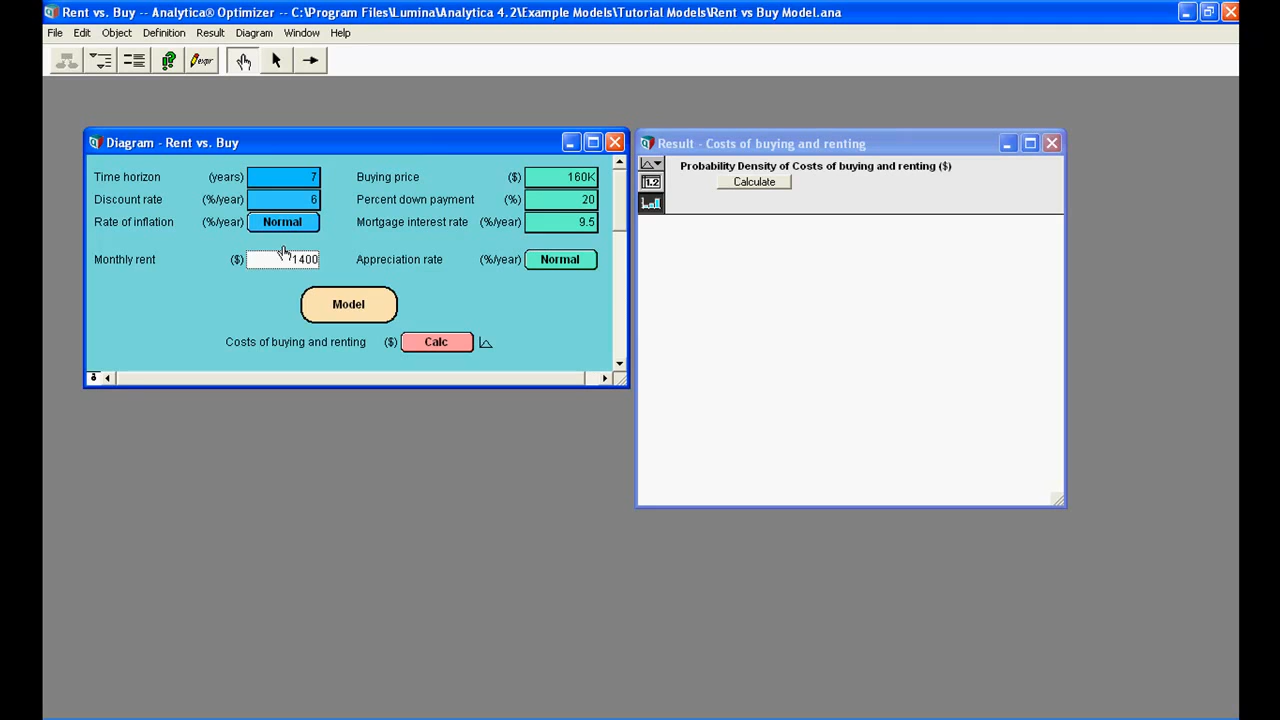 Rent vs. Buy -- Analytica® Optimizer -- C:\Program Files\Lumina\Analytica 4.2\Example Models\Tutorial Models\Rent vs Buy Model.ana
File Edit Object Definition Result Diagram Window Help
expr
Diagram - Rent vs. Buy
Time horizon (years) 7 Buying price ($) 160K
Discount rate (%/year) 6 Percent down payment (%) 20
Rate of inflation (%/year) Normal Mortgage interest rate (%/year) 9.5
Monthly rent ($) 1400 Appreciation rate (%/year) Normal
Model
Costs of buying and renting ($) Calc
Result - Costs of buying and renting
Probability Density of Costs of buying and renting ($)
1.2 Calculate